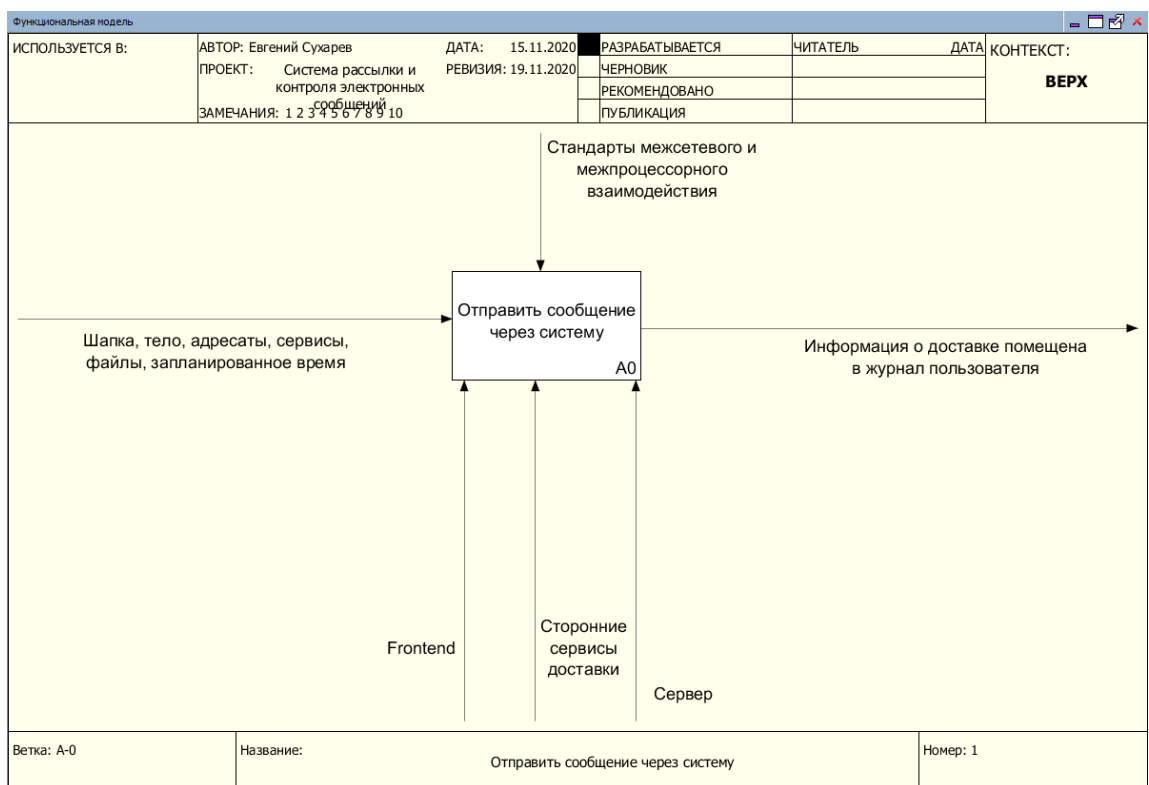 Функциональная модель
ИСПОЛЬЗУЕТСЯ В:
АВТОР: Евгений Сухарев
ДАТА: 15.11.2020
ПРОЕКТ: Система рассылки и
контроля электронных
сообщений
РЕВИЗИЯ: 19.11.2020
ЗАМЕЧАНИЯ: 1 2 3 4 5 6 7 8 9 10
РАЗРАБАТЫВАЕТСЯ
ЧЕРНОВИК
РЕКОМЕНДОВАНО
ПУБЛИКАЦИЯ
ЧИТАТЕЛЬ ДАТА
КОНТЕКСТ:
ВЕРХ
Стандарты межсетевого и
межпроцессорного
взаимодействия
Отправить сообщение
через систему
A0
Шапка, тело, адресаты, сервисы,
файлы, запланированное время
Информация о доставке помещена
в журнал пользователя
Frontend
Сторонние
сервисы
доставки
Сервер
Ветка: A-0
Название:
Отправить сообщение через систему
Номер: 1